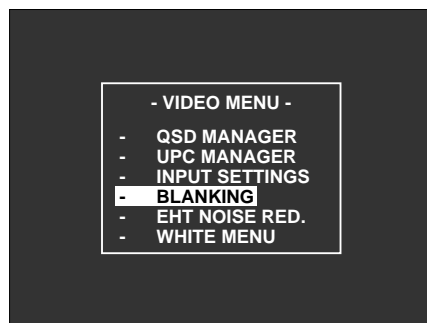 - VIDEO MENU -
- QSD MANAGER
- UPC MANAGER
- INPUT SETTINGS
- BLANKING
- EHT NOISE RED.
- WHITE MENU